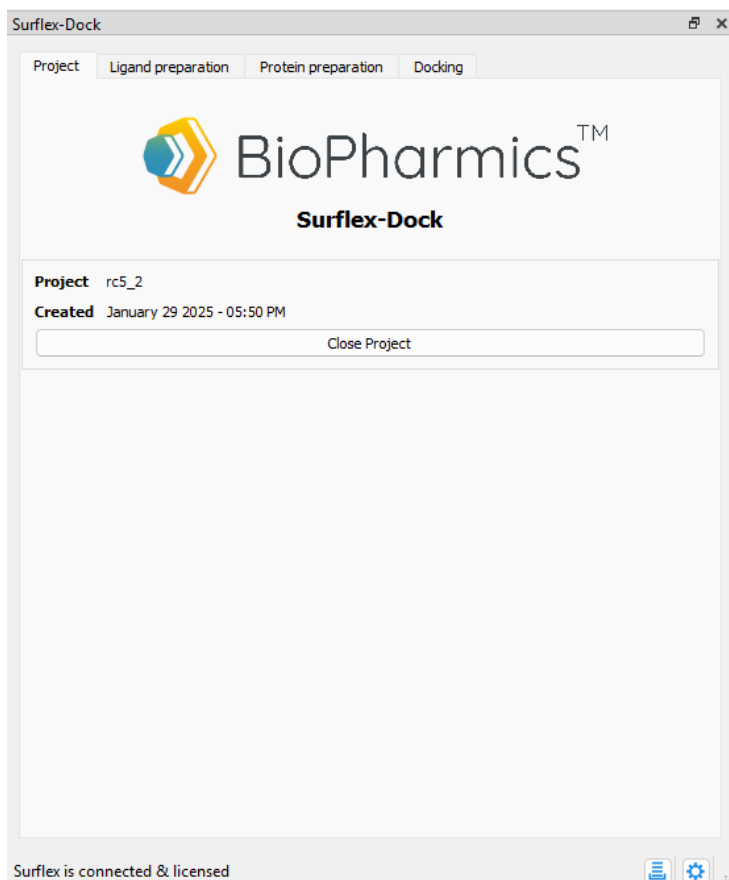 Surflex-Dock
Project Ligand preparation Protein preparation Docking
BioPharmics™
Surflex-Dock
Project rc5_2
Created January 29 2025 - 05:50 PM
Close Project
Surflex is connected & licensed